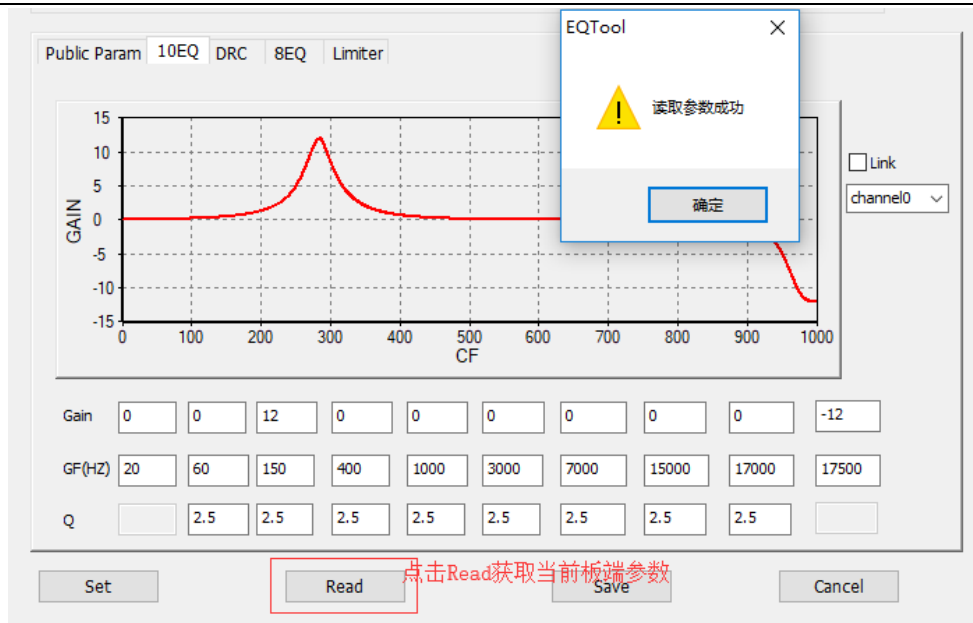 EQTool
Public Param 10EQ DRC 8EQ Limiter
读取参数成功
确定
15
10
5
0
-5
-10
-15
GAIN
0 100 200 300 400 500 600 700 800 900 1000
CF
Link
channel0
Gain 0 0 12 0 0 0 0 0 0 -12
GF(HZ) 20 60 150 400 1000 3000 7000 15000 17000 17500
Q 2.5 2.5 2.5 2.5 2.5 2.5 2.5 2.5
点击Read获取当前板端参数
Set Read Save Cancel